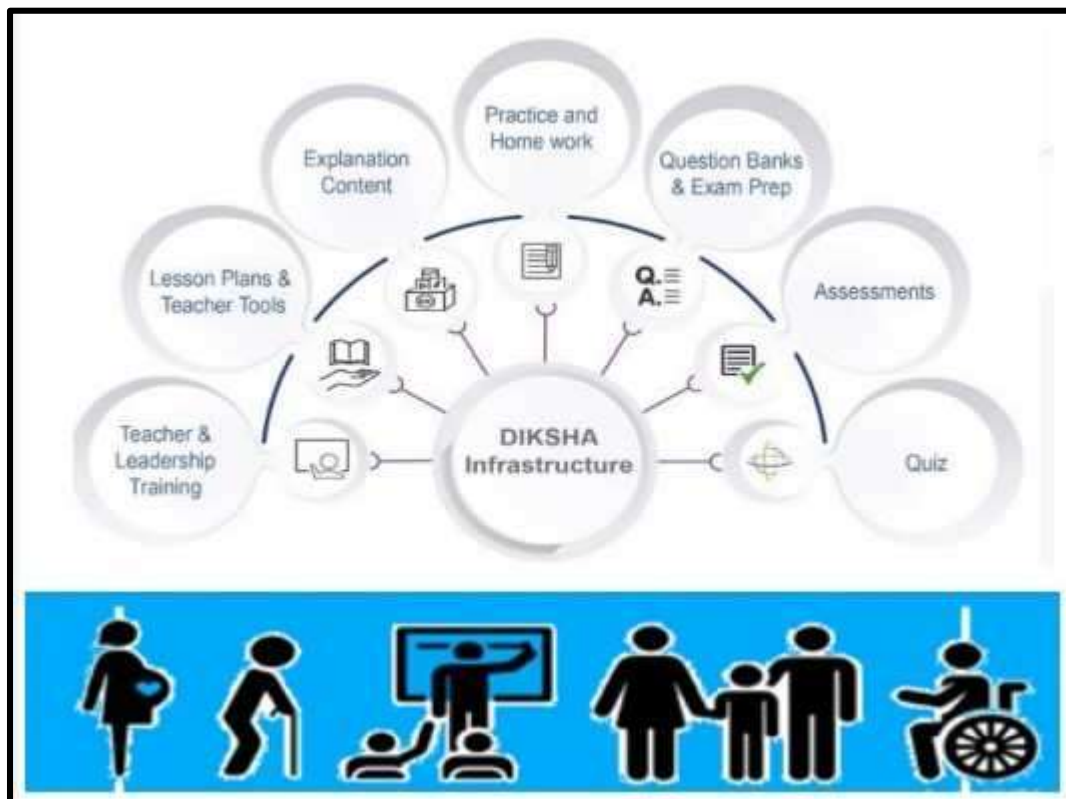 Practice and
Home work
Explanation
Content
Question Banks
& Exam Prep
Lesson Plans &
Teacher Tools
Assessments
Teacher &
Leadership
Training
Quiz
DIKSHA
Infrastructure
Q.
A.